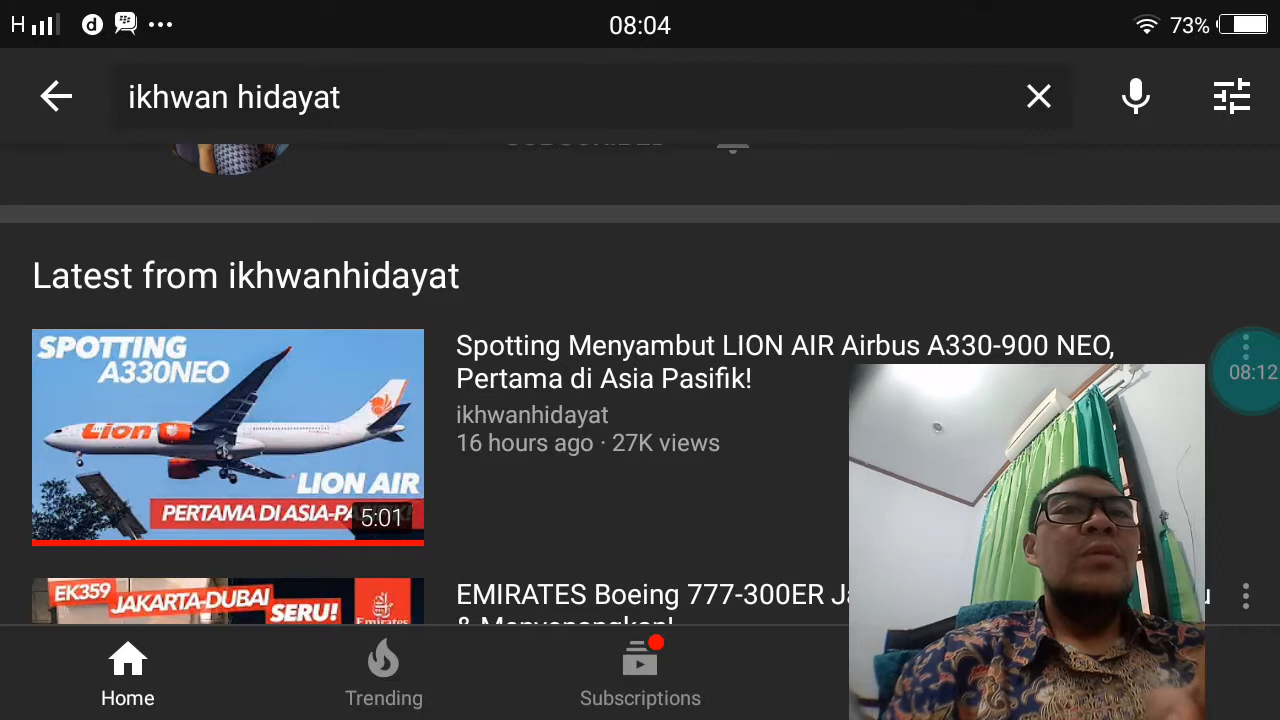 H
08:04
73%
ikhwan hidayat
Latest from ikhwanhidayat
SPOTTING
A330NEO
Lion
LION AIR
PERTAMA DI ASIA-PA
5:01
Spotting Menyambut LION AIR Airbus A330-900 NEO,
Pertama di Asia Pasifik!
ikhwanhidayat
16 hours ago · 27K views
08:12
EK359
JAKARTA-DUBAI
SERU!
Emirates
EMIRATES Boeing 777-300ER Ja
& Menyenangkan!
Home
Trending
Subscriptions